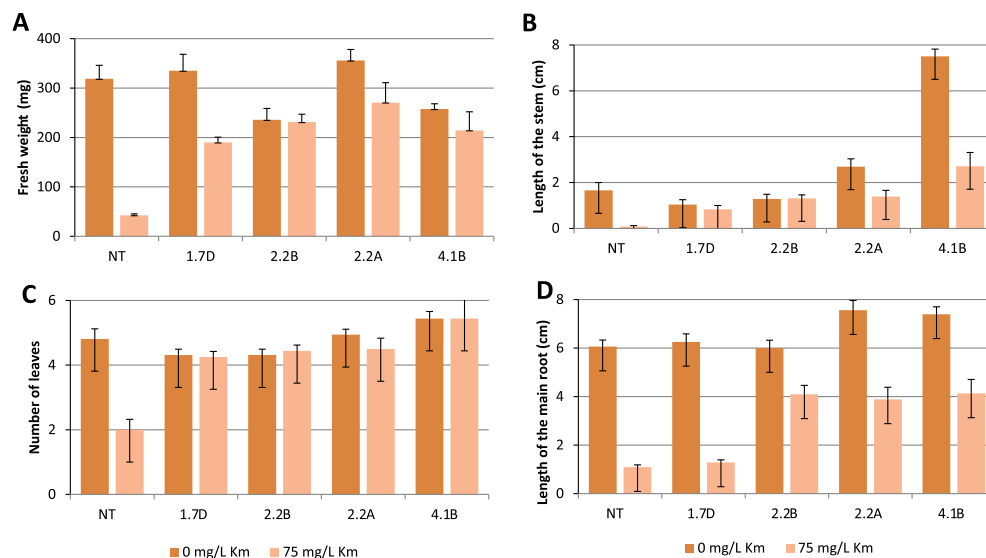 A
Fresh weight (mg)
400
300
200
100
0
NT 1.7D 2.2B 2.2A 4.1B
B
Length of the stem (cm)
8
6
4
2
0
NT 1.7D 2.2B 2.2A 4.1B
C
Number of leaves
6
4
2
0
NT 1.7D 2.2B 2.2A 4.1B
0 mg/L Km 75 mg/L Km
D
Length of the main root (cm)
8
6
4
2
0
NT 1.7D 2.2B 2.2A 4.1B
0 mg/L Km 75 mg/L Km